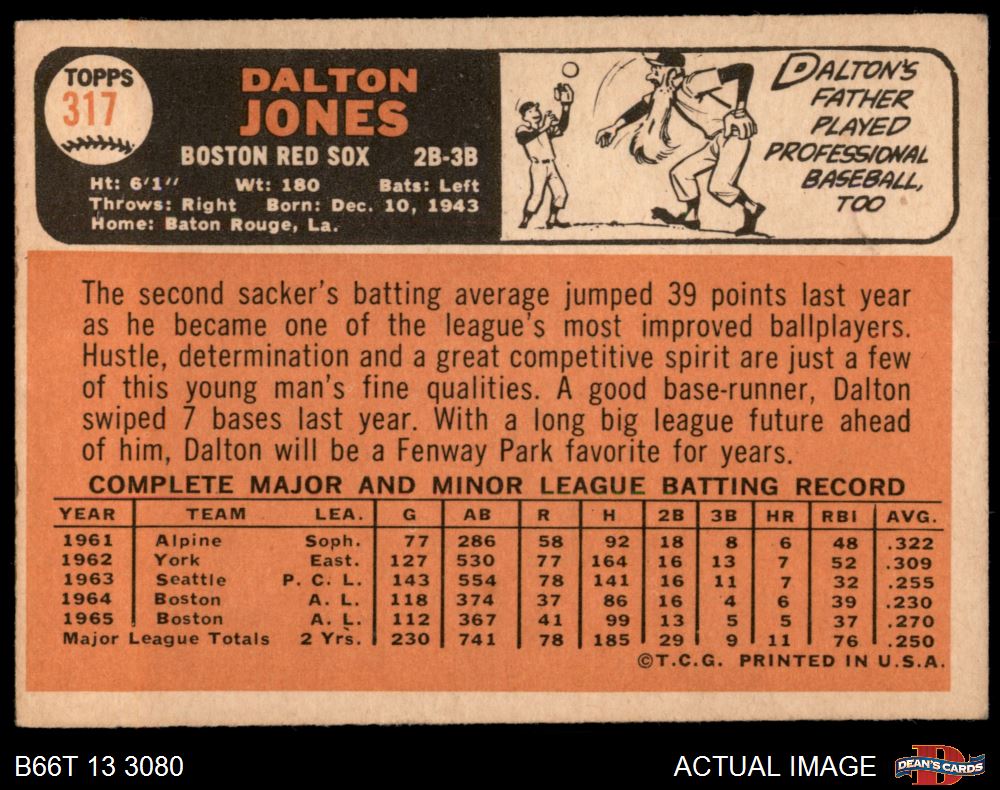 TOPPS
317
DALTON
JONES
BOSTON RED SOX 2B-3B
Ht: 6'1" Wt: 180 Bats: Left
Throws: Right Born: Dec. 10, 1943
Home: Baton Rouge, La.
DALTON'S
FATHER
PLAYED
PROFESSIONAL
BASEBALL,
TOO
The second sacker's batting average jumped 39 points last year
as he became one of the league's most improved ballplayers.
Hustle, determination and a great competitive spirit are just a few
of this young man's fine qualities. A good base-runner, Dalton
swiped 7 bases last year. With a long big league future ahead
of him, Dalton will be a Fenway Park favorite for years.
COMPLETE MAJOR AND MINOR LEAGUE BATTING RECORD
YEAR TEAM LEA. G AB R H 2B 3B HR RBI AVG.
1961 Alpine Soph. 77 286 58 92 18 8 6 48 .322
1962 York East. 127 530 77 164 16 13 7 52 .309
1963 Seattle P. C. L. 143 554 78 141 16 11 7 32 .255
1964 Boston A. L. 118 374 37 86 16 4 6 39 .230
1965 Boston A. L. 112 367 41 99 13 5 5 37 .270
Major League Totals 2 Yrs. 230 741 78 185 29 9 11 76 .250
©T.C.G. PRINTED IN U.S.A.
B66T 13 3080
ACTUAL IMAGE
DEAN'S CARDS